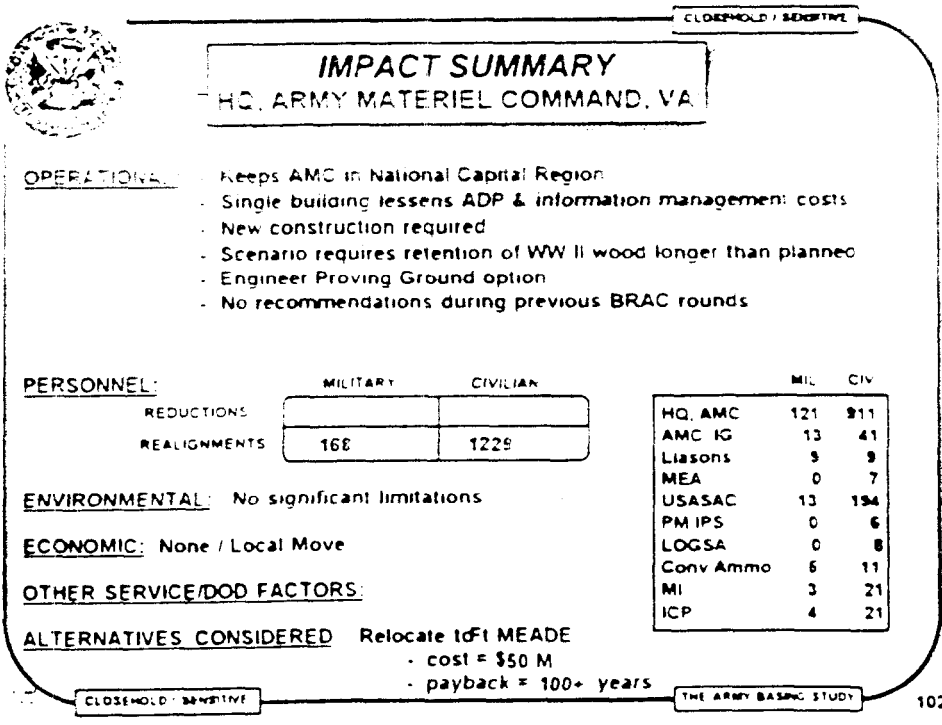 CLOSEHOLD / SENSITIVE
IMPACT SUMMARY
HQ, ARMY MATERIEL COMMAND, VA
OPERATIONAL: - Keeps AMC in National Capital Region
- Single building lessens ADP & information management costs
- New construction required
- Scenario requires retention of WW II wood longer than planned
- Engineer Proving Ground option
- No recommendations during previous BRAC rounds
PERSONNEL: MILITARY CIVILIAN
REDUCTIONS
REALIGNMENTS 168 1229
MIL CIV
HQ, AMC 121 911
AMC IG 13 41
Liasons 9 9
MEA 0 7
USASAC 13 194
PM IPS 0 6
LOGSA 0 8
Conv Ammo 5 11
MI 3 21
ICP 4 21
ENVIRONMENTAL: No significant limitations
ECONOMIC: None / Local Move
OTHER SERVICE/DOD FACTORS:
ALTERNATIVES CONSIDERED Relocate to Ft MEADE
- cost = $50 M
- payback = 100+ years
CLOSEHOLD / SENSITIVE
THE ARMY BASING STUDY